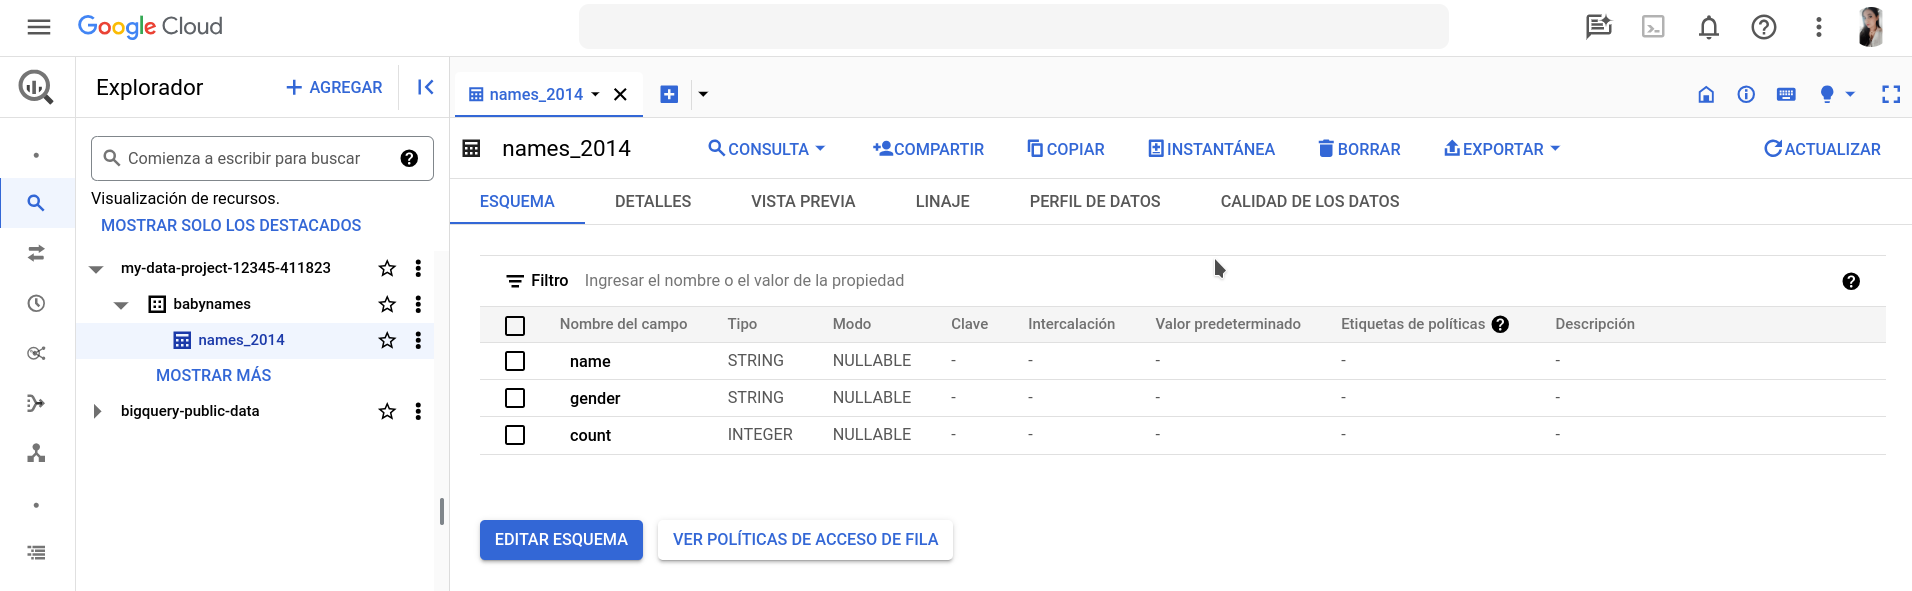 Google Cloud
Explorador
AGREGAR
names_2014
Comienza a escribir para buscar
Visualización de recursos.
MOSTRAR SOLO LOS DESTACADOS
my-data-project-12345-411823
babynames
names_2014
MOSTRAR MÁS
bigquery-public-data
names_2014 CONSULTA COMPARTIR COPIAR INSTANTÁNEA BORRAR EXPORTAR ACTUALIZAR
ESQUEMA DETALLES VISTA PREVIA LINAJE PERFIL DE DATOS CALIDAD DE LOS DATOS
Filtro Ingresar el nombre o el valor de la propiedad
Nombre del campo Tipo Modo Clave Intercalación Valor predeterminado Etiquetas de políticas Descripción
name STRING NULLABLE - - - - -
gender STRING NULLABLE - - - - -
count INTEGER NULLABLE - - - - -
EDITAR ESQUEMA VER POLÍTICAS DE ACCESO DE FILA